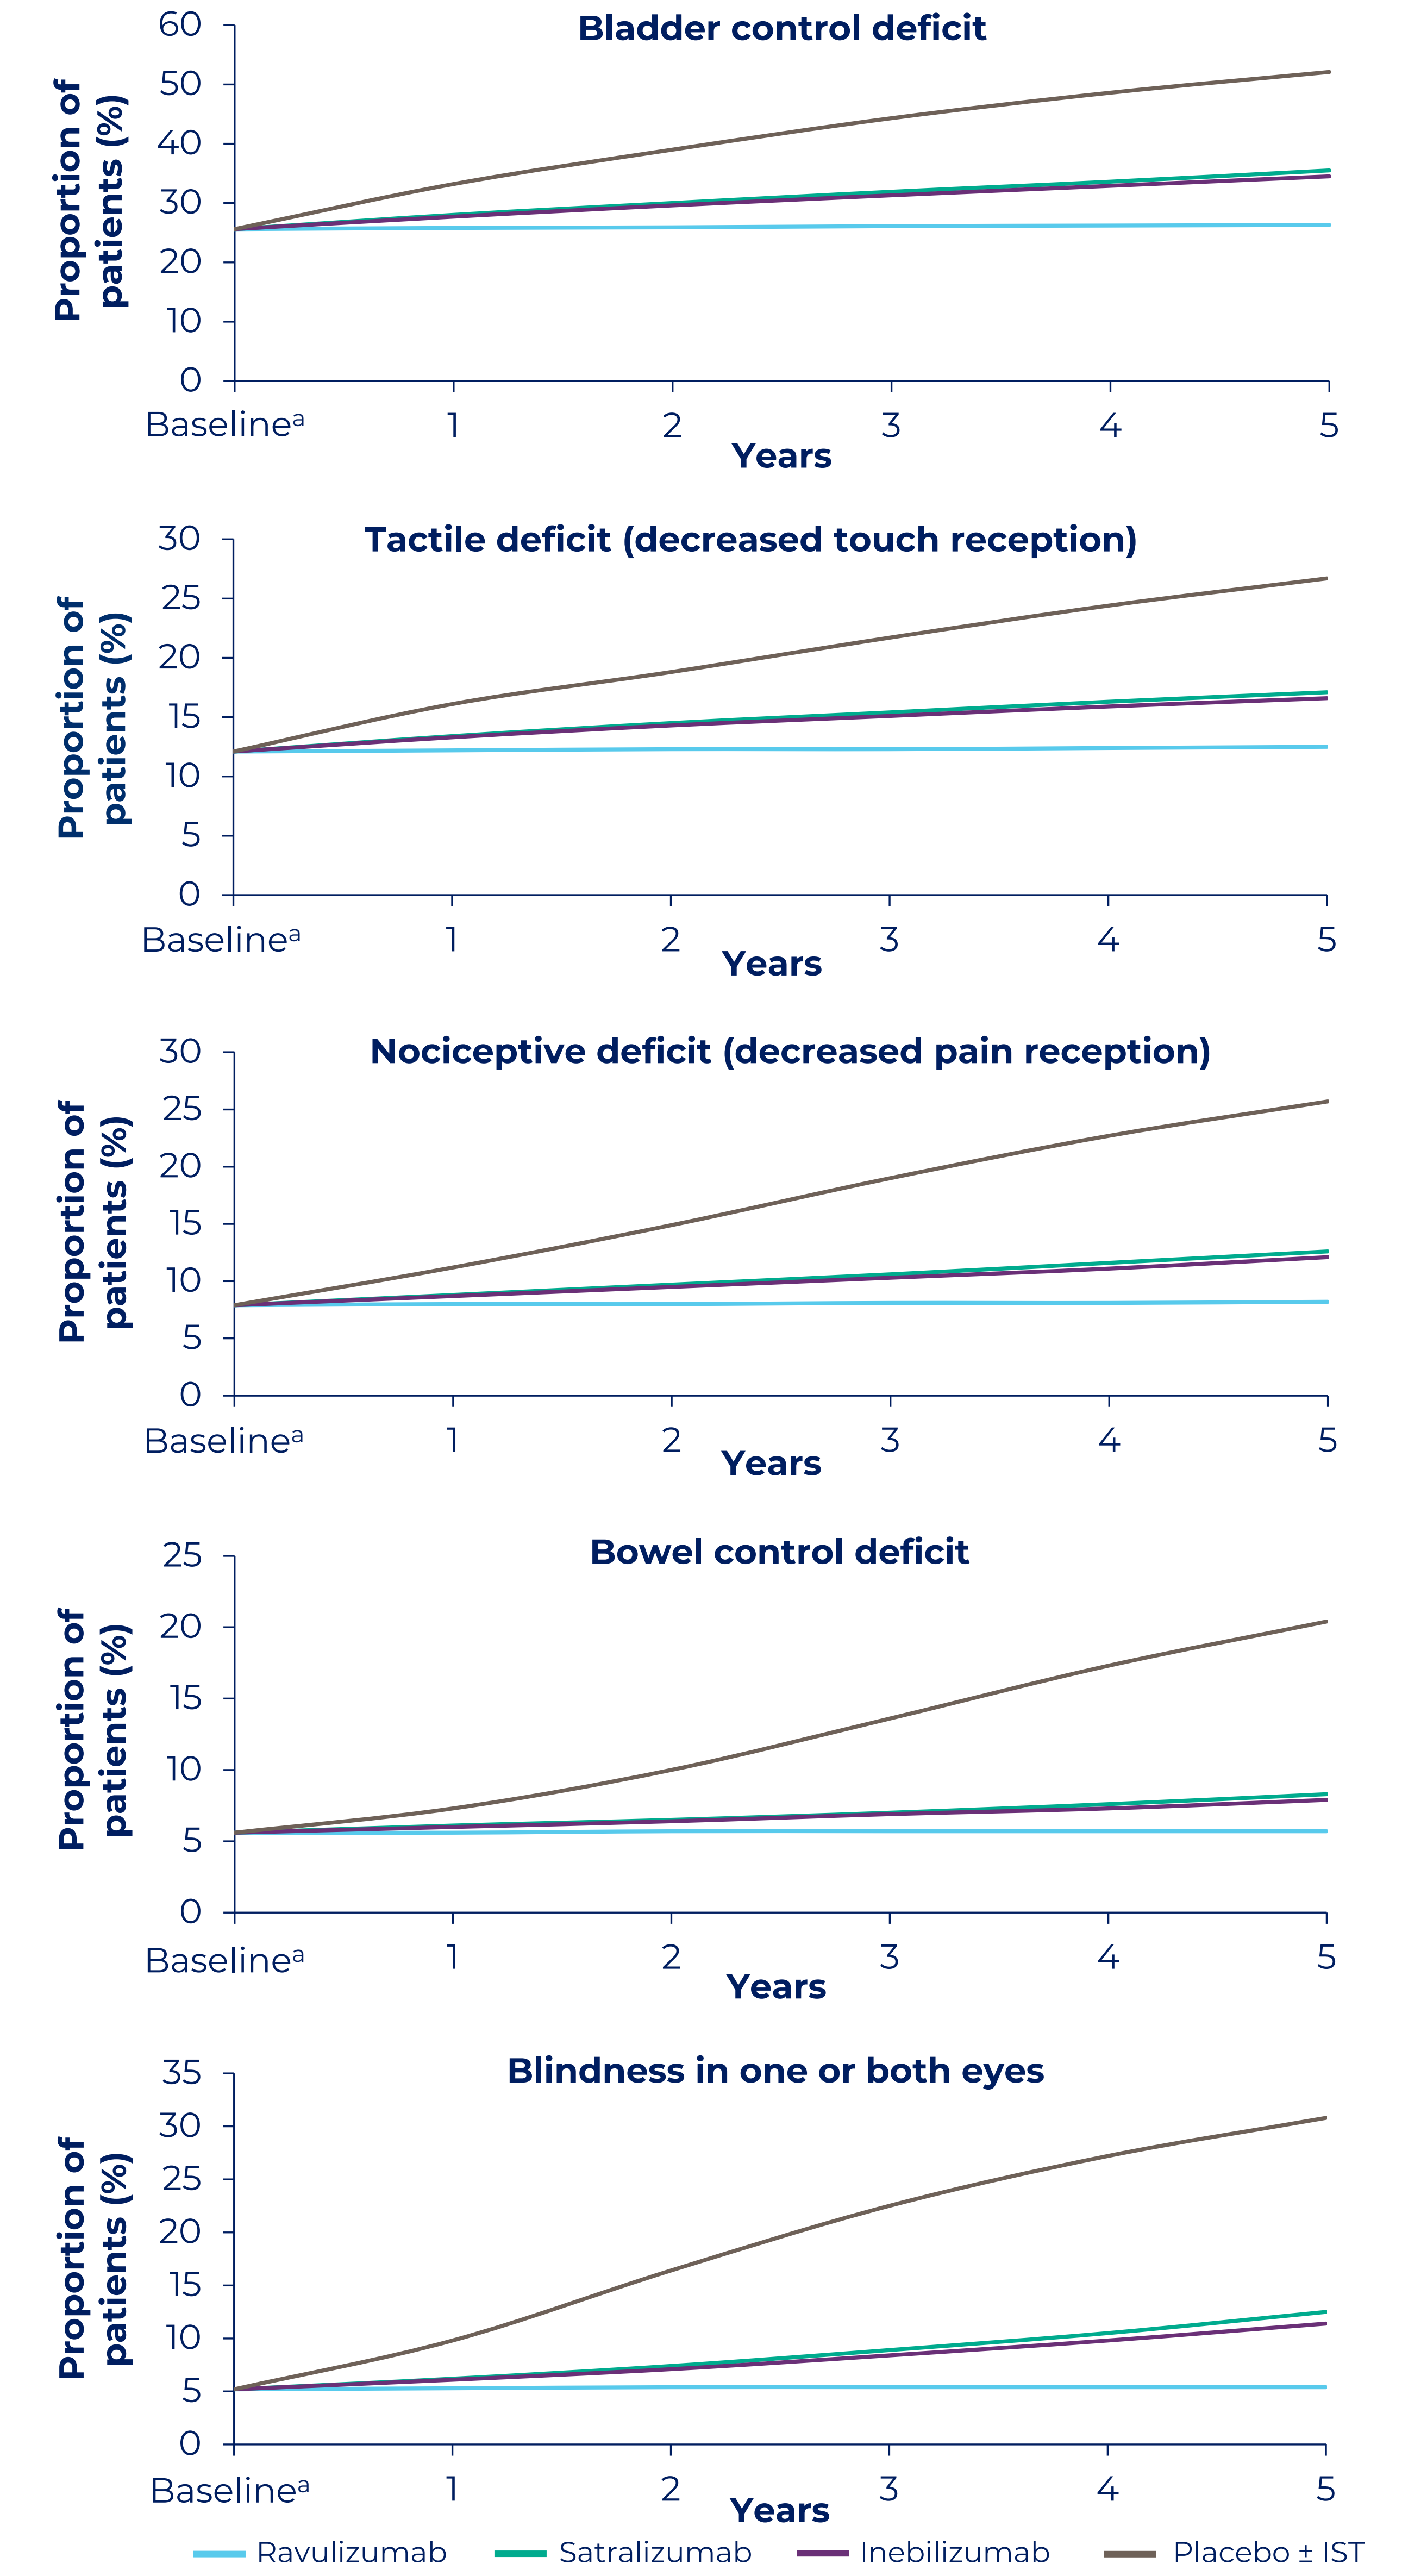 Bladder control deficit
Proportion of
patients (%)
60
50
40
30
20
10
0
Baselineᵃ 1 2 3 4 5
Years
Tactile deficit (decreased touch reception)
Proportion of
patients (%)
30
25
20
15
10
5
0
Baselineᵃ 1 2 3 4 5
Years
Nociceptive deficit (decreased pain reception)
Proportion of
patients (%)
30
25
20
15
10
5
0
Baselineᵃ 1 2 3 4 5
Years
Bowel control deficit
Proportion of
patients (%)
25
20
15
10
5
0
Baselineᵃ 1 2 3 4 5
Years
Blindness in one or both eyes
Proportion of
patients (%)
35
30
25
20
15
10
5
0
Baselineᵃ 1 2 3 4 5
Years
Ravulizumab Satralizumab Inebilizumab Placebo ± IST